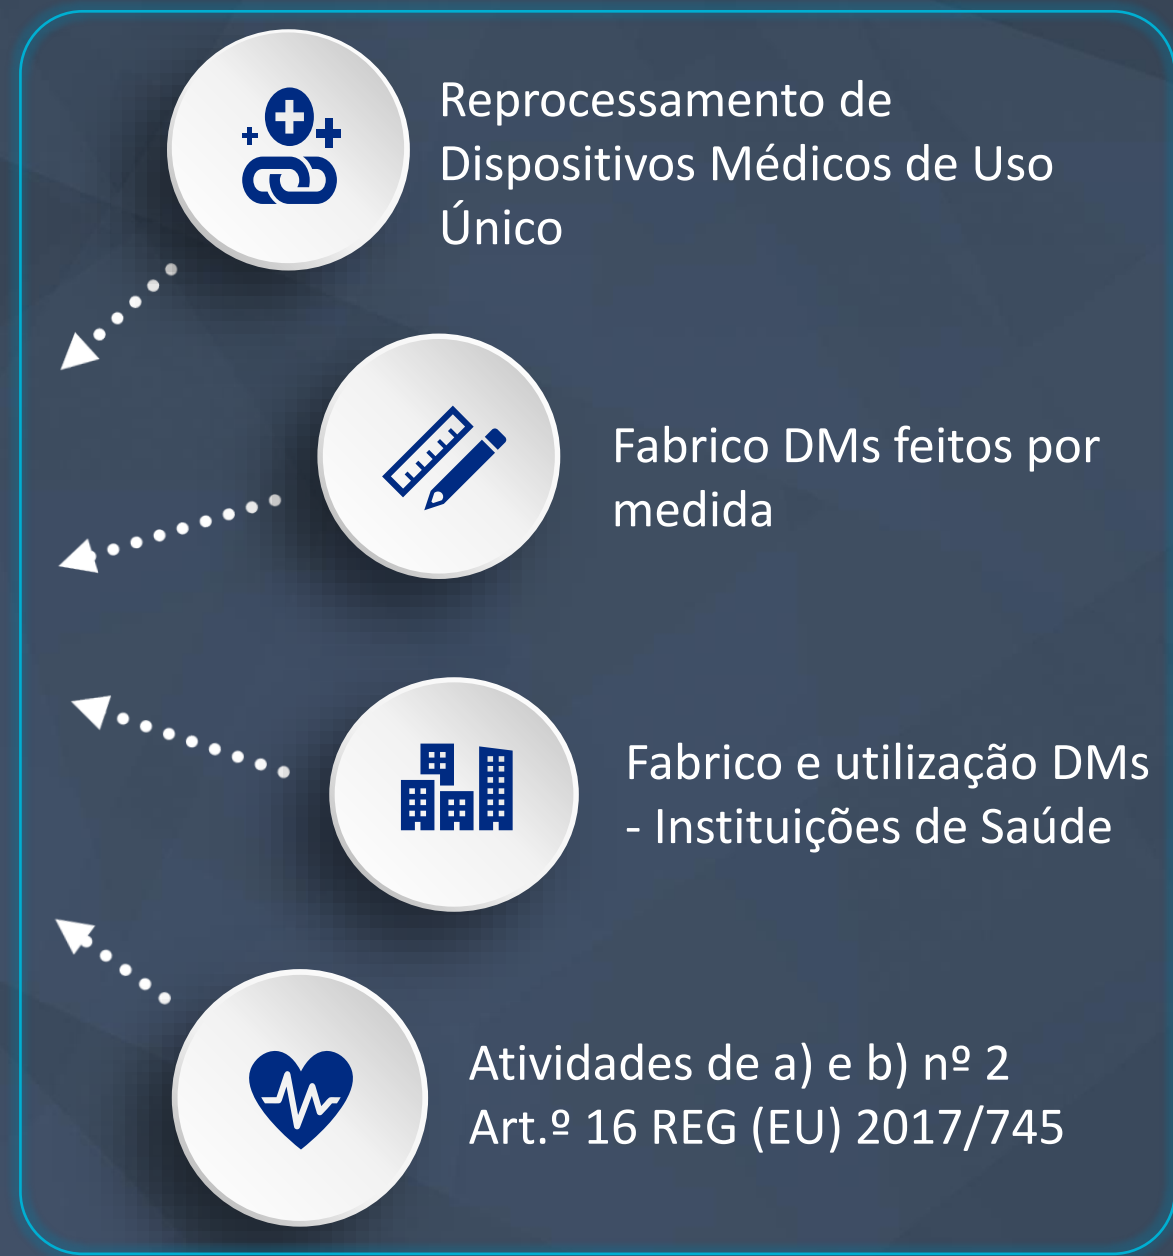 Reprocessamento de
Dispositivos Médicos de Uso
Único
Fabrico DMs feitos por
medida
Fabrico e utilização DMs
- Instituições de Saúde
Atividades de a) e b) nº 2
Art.º 16 REG (EU) 2017/745